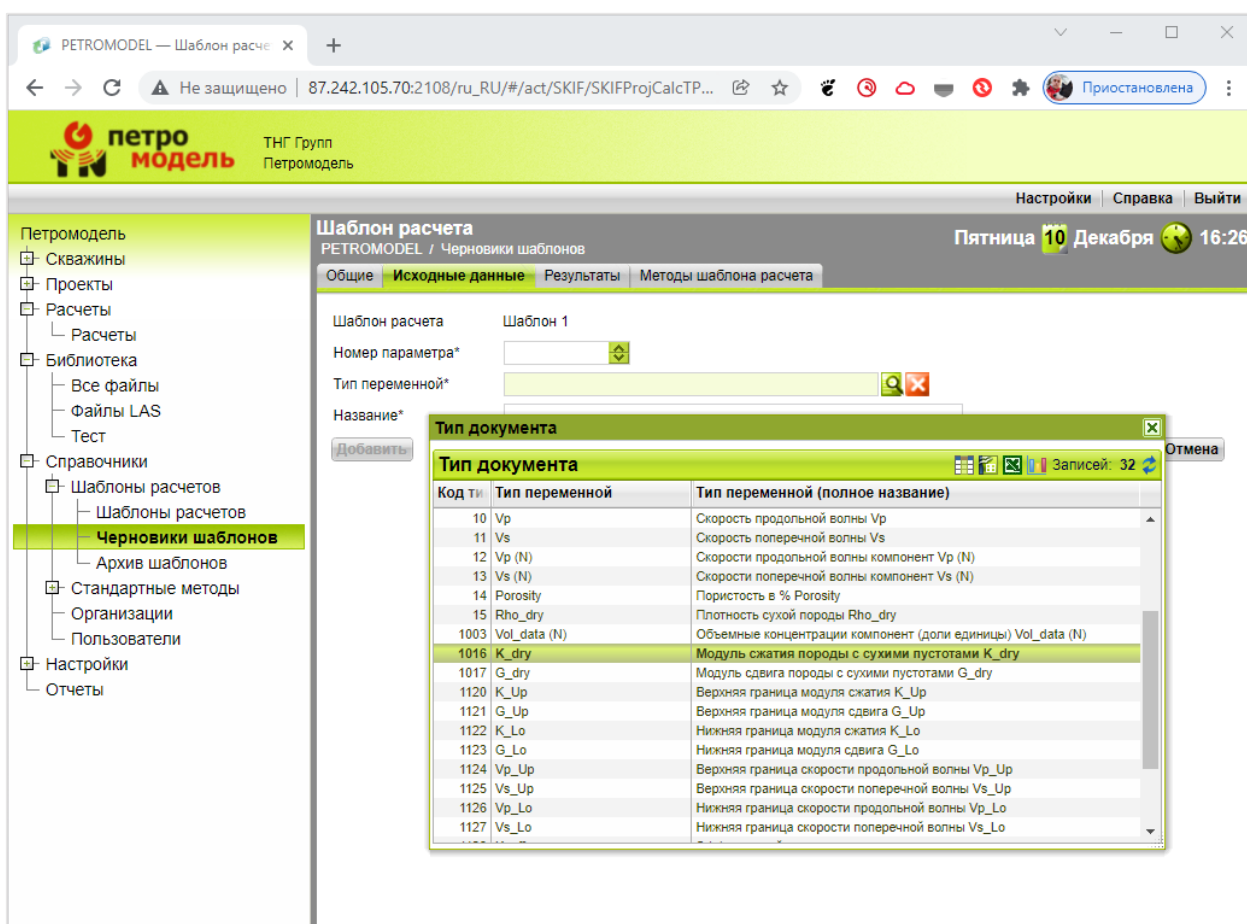 PETROMODEL — Шаблон расче
Не защищено 87.242.105.70:2108/ru_RU/#/act/SKIF/SKIFProjCalcTP... Приостановлена
петро
модель
ТНГ Групп
Петромодель
Настройки Справка Выйти
Петромодель
Скважины
Проекты
Расчеты
Расчеты
Библиотека
Все файлы
Файлы LAS
Тест
Справочники
Шаблоны расчетов
Шаблоны расчетов
Черновики шаблонов
Архив шаблонов
Стандартные методы
Организации
Пользователи
Настройки
Отчеты
Шаблон расчета
PETROMODEL / Черновики шаблонов
Пятница 10 Декабря 16:26
Общие Исходные данные Результаты Методы шаблона расчета
Шаблон расчета Шаблон 1
Номер параметра*
Тип переменной*
Название*
Добавить Отмена
Тип документа
Тип документа Записей: 32
Код ти Тип переменной Тип переменной (полное название)
10 Vp Скорость продольной волны Vp
11 Vs Скорость поперечной волны Vs
12 Vp (N) Скорости продольной волны компонент Vp (N)
13 Vs (N) Скорости поперечной волны компонент Vs (N)
14 Porosity Пористость в % Porosity
15 Rho_dry Плотность сухой породы Rho_dry
1003 Vol_data (N) Объемные концентрации компонент (доли единицы) Vol_data (N)
1016 K_dry Модуль сжатия породы с сухими пустотами K_dry
1017 G_dry Модуль сдвига породы с сухими пустотами G_dry
1120 K_Up Верхняя граница модуля сжатия K_Up
1121 G_Up Верхняя граница модуля сдвига G_Up
1122 K_Lo Нижняя граница модуля сжатия K_Lo
1123 G_Lo Нижняя граница модуля сдвига G_Lo
1124 Vp_Up Верхняя граница скорости продольной волны Vp_Up
1125 Vs_Up Верхняя граница скорости поперечной волны Vs_Up
1126 Vp_Lo Нижняя граница скорости продольной волны Vp_Lo
1127 Vs_Lo Нижняя граница скорости поперечной волны Vs_Lo